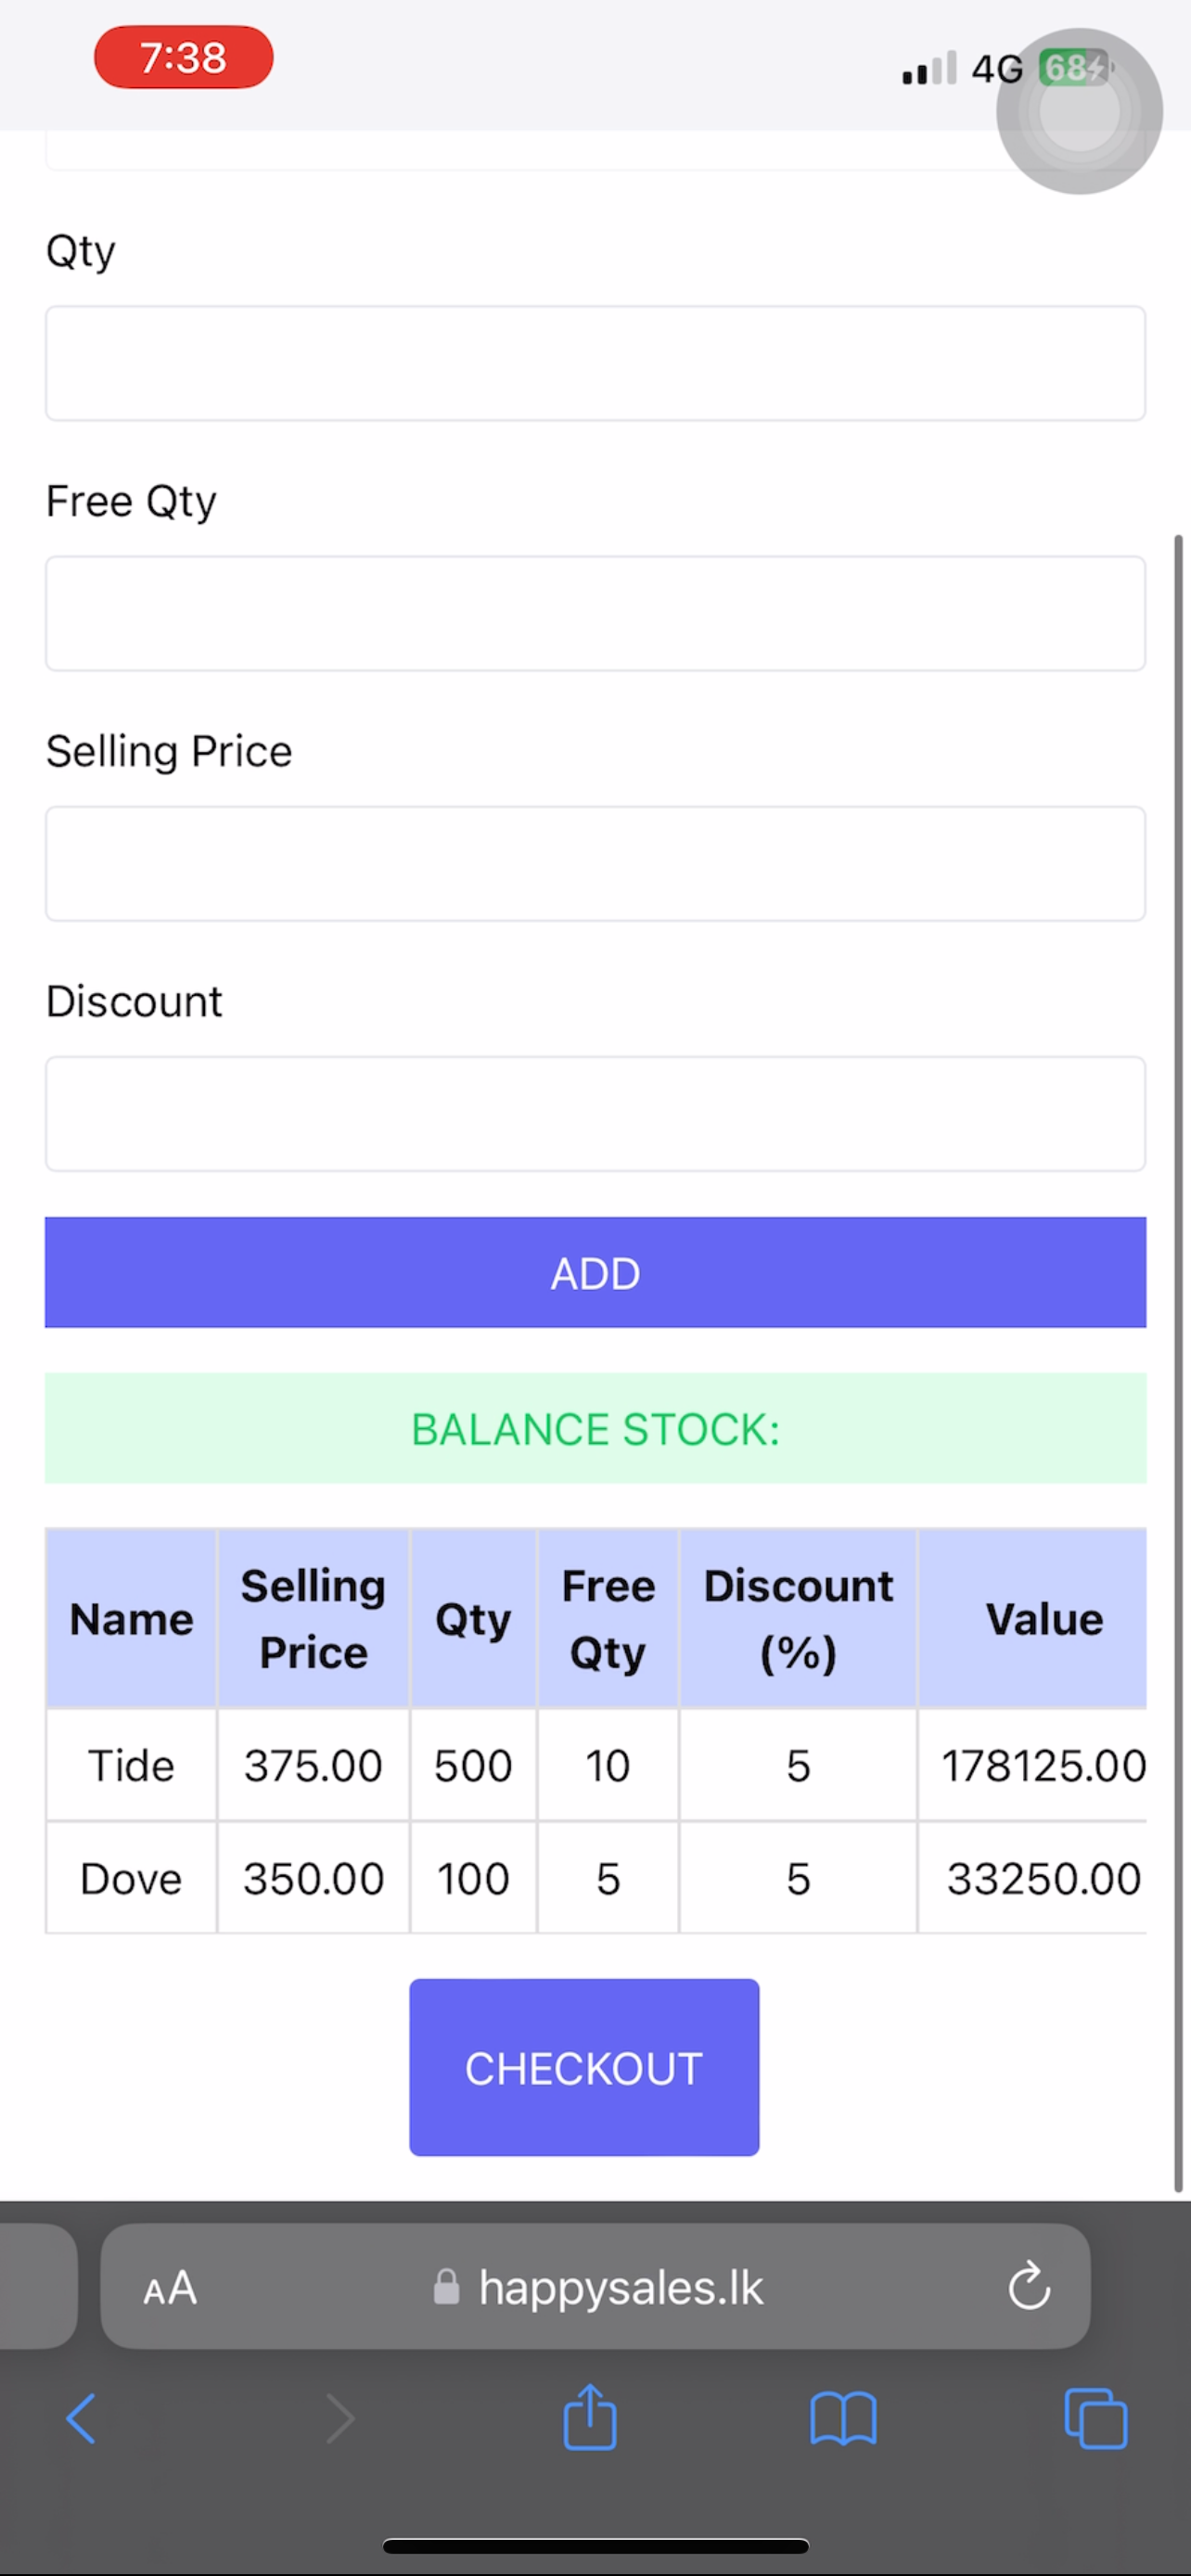 7:38
4G 68
Qty
Free Qty
Selling Price
Discount
ADD
BALANCE STOCK:
Name Selling Price Qty Free Qty Discount (%) Value
Tide 375.00 500 10 5 178125.00
Dove 350.00 100 5 5 33250.00
CHECKOUT
AA happysales.lk